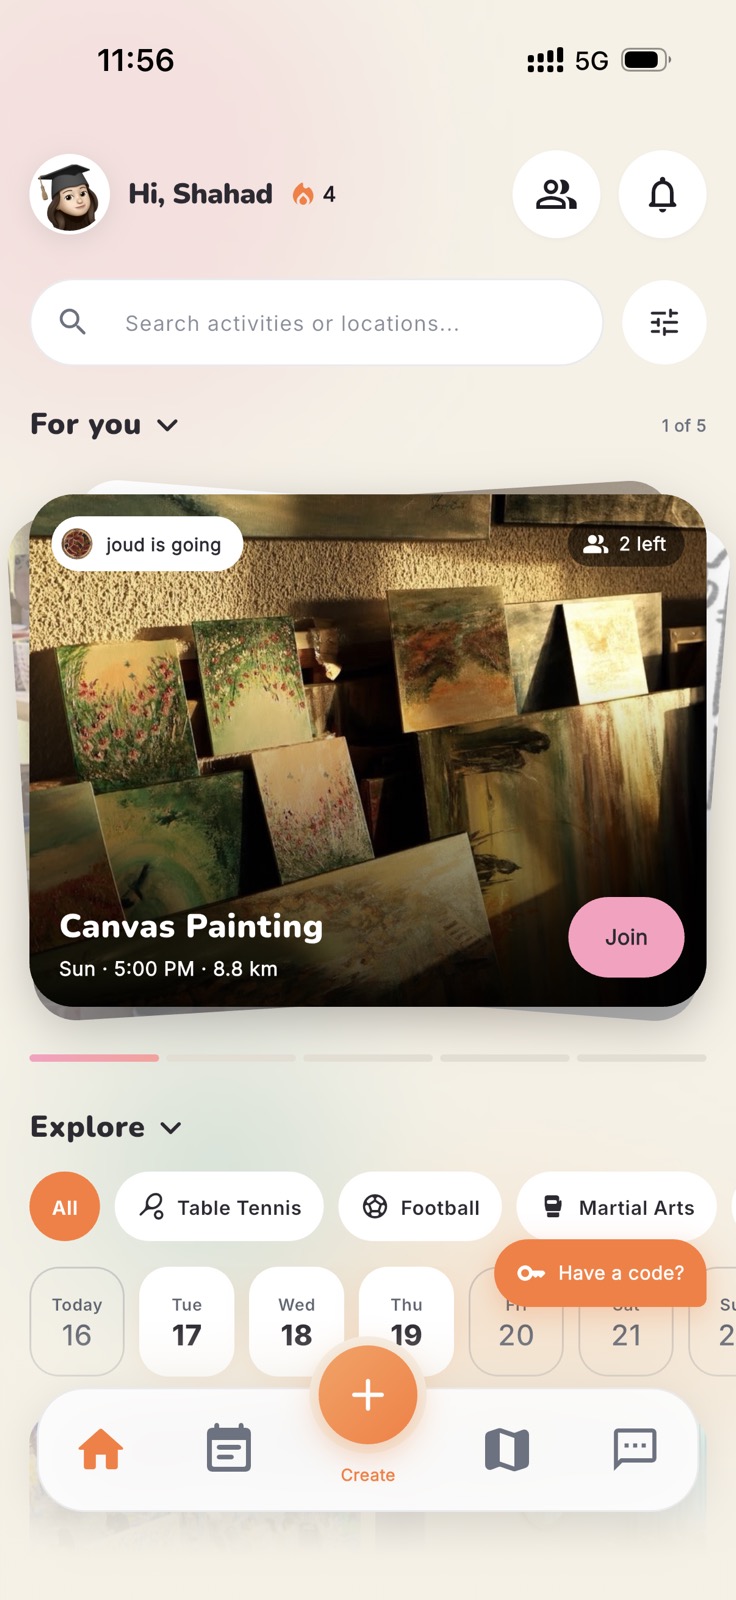 11:56
5G
Hi, Shahad
4
Search activities or locations...
For you
1 of 5
joud is going
2 left
Canvas Painting
Sun · 5:00 PM · 8.8 km
Join
Explore
All
Table Tennis
Football
Martial Arts
Have a code?
Today
Tue
Wed
Thu
16
17
18
19
20
21
Create